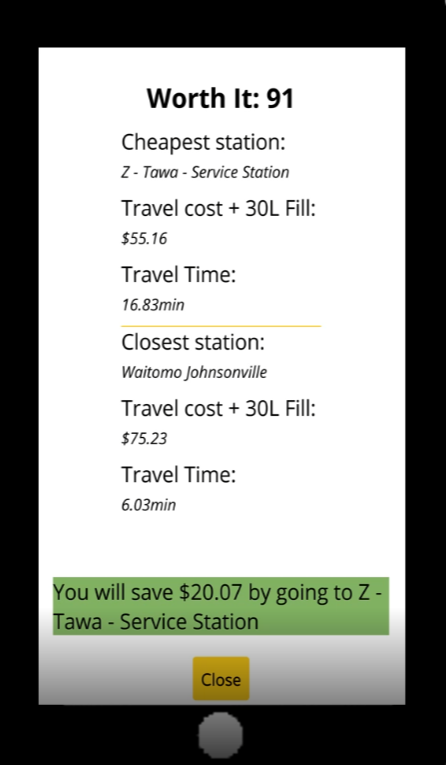 Worth It: 91
Cheapest station:
Z - Tawa - Service Station
Travel cost + 30L Fill:
$55.16
Travel Time:
16.83min
Closest station:
Waitomo Johnsonville
Travel cost + 30L Fill:
$75.23
Travel Time:
6.03min
You will save $20.07 by going to Z -
Tawa - Service Station
Close